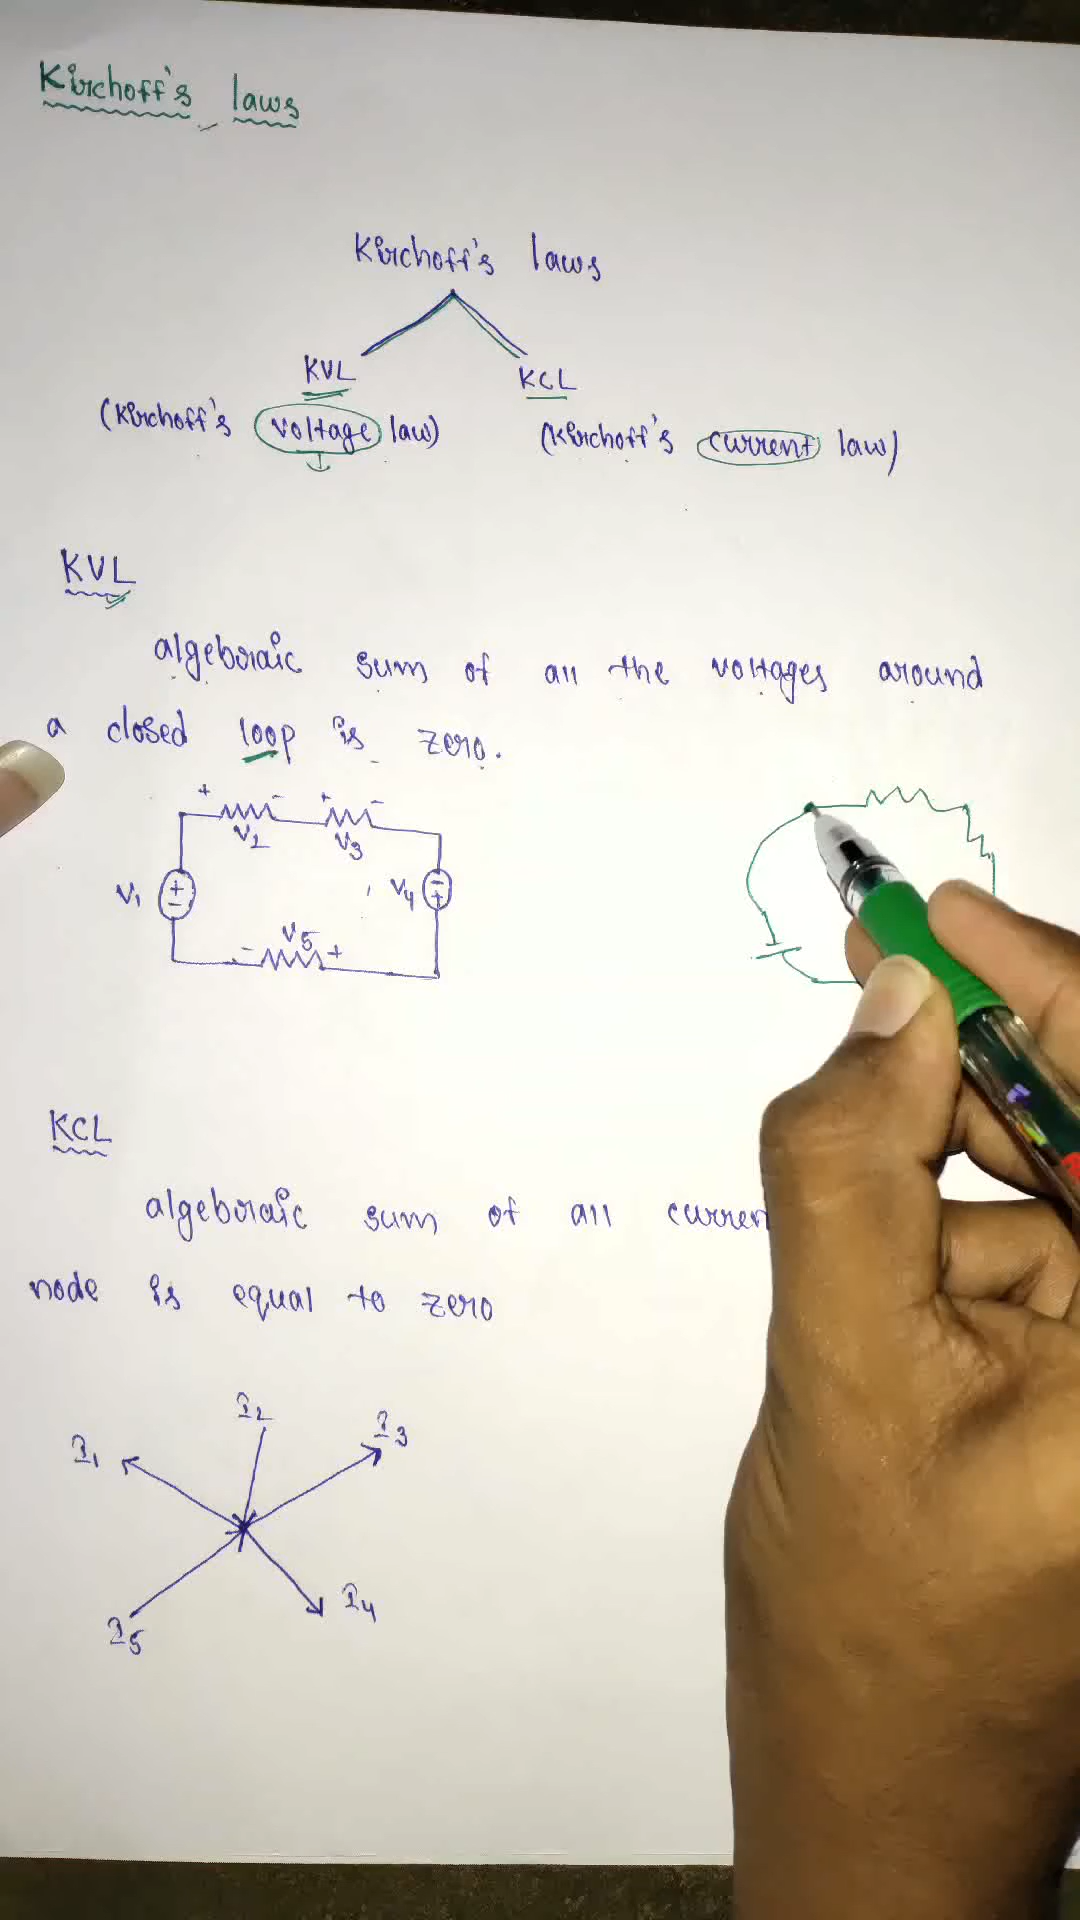 Kirchoff's laws
Kirchoff's laws
KVL KCL
(Kirchoff's voltage law) (Kirchoff's current law)
KVL
algebraic sum of all the voltages around
a closed loop is zero.
+ - + -
V2 V3
V1 + - V4 - +
V5
- +
KCL
algebraic sum of all curren
node is equal to zero
I2
I1 I3
I4
I5